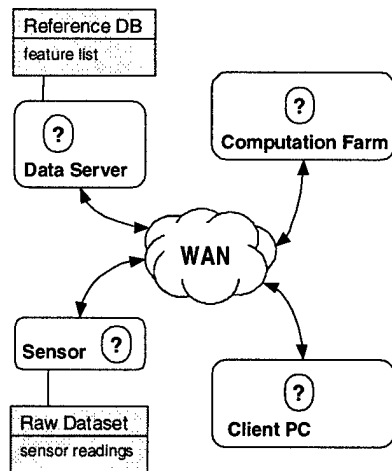 Reference DB
feature list
?
Data Server
?
Computation Farm
WAN
Sensor ?
Raw Dataset
sensor readings
?
Client PC